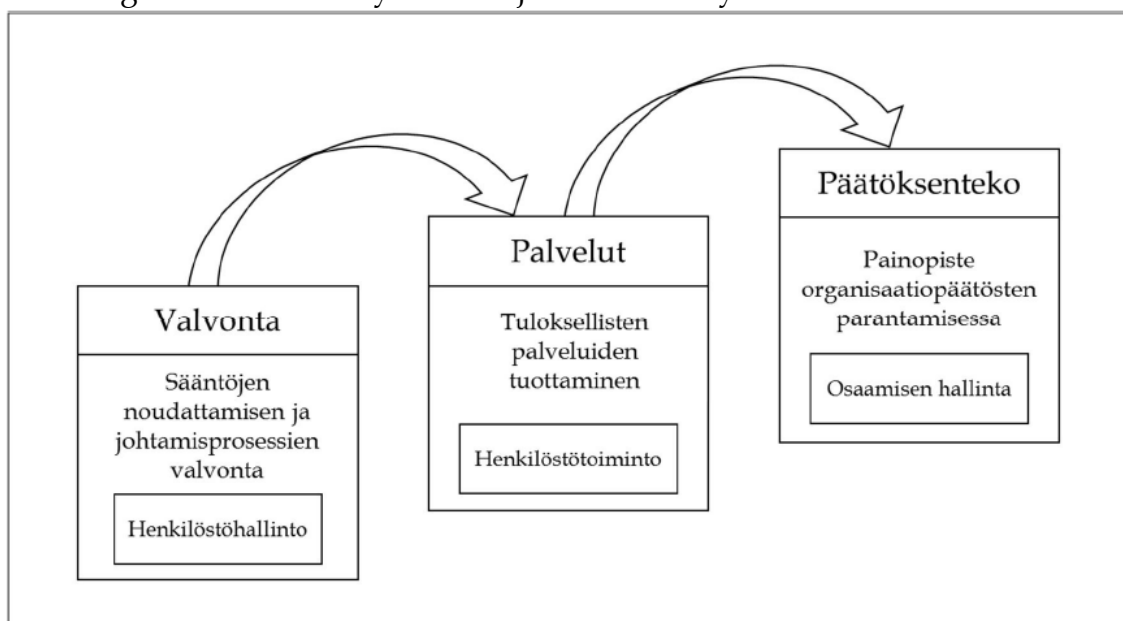 Valvonta
Sääntöjen
noudattamisen ja
johtamisprosessien
valvonta
Henkilöstöhallinto
Palvelut
Tuloksellisten
palveluiden
tuottaminen
Henkilöstötoiminto
Päätöksenteko
Painopiste
organisaatiopäätösten
parantamisessa
Osaamisen hallinta